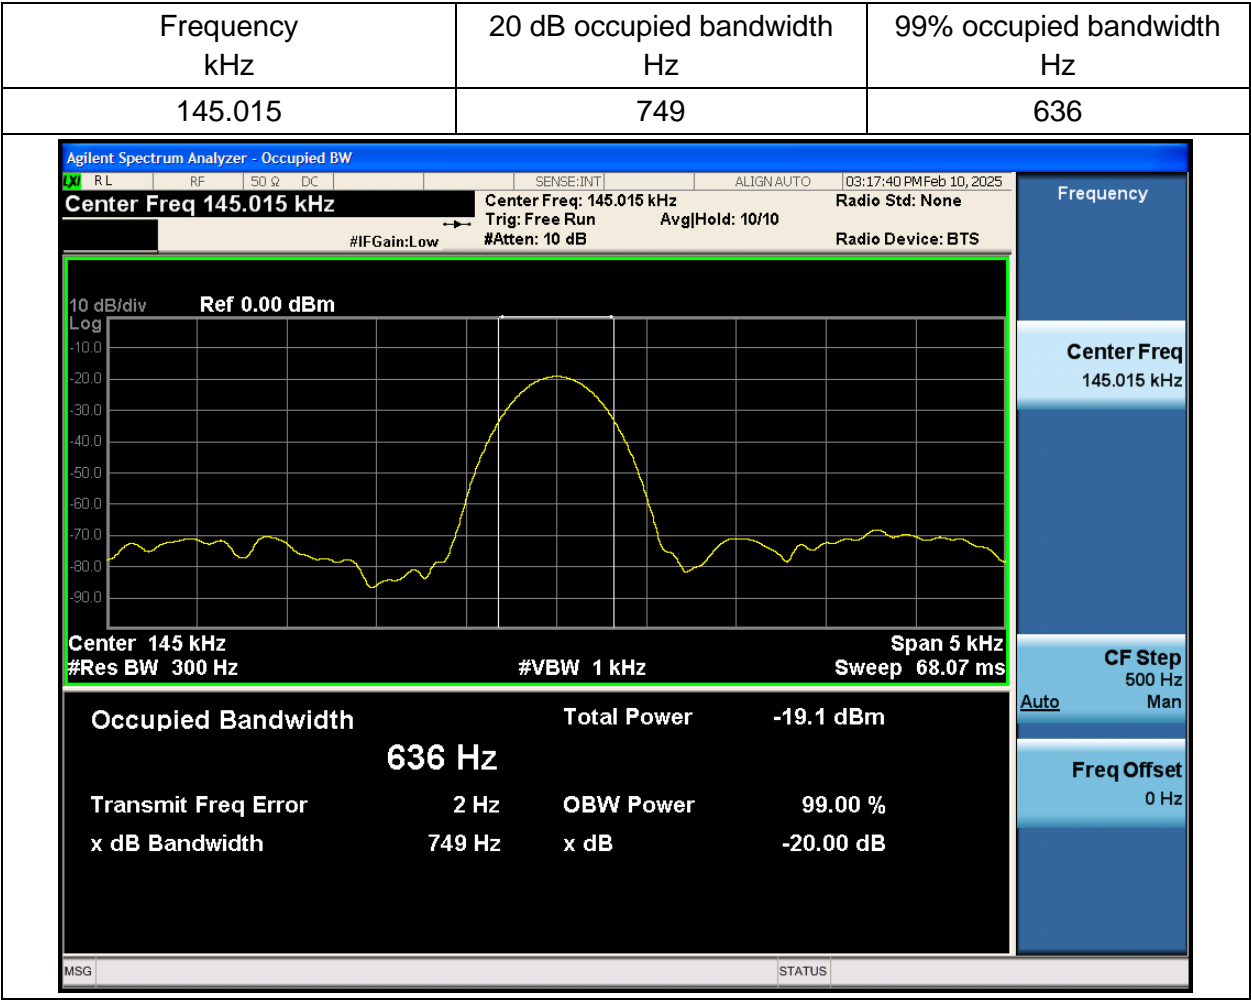 Frequency
kHz
20 dB occupied bandwidth
Hz
99% occupied bandwidth
Hz
145.015
749
636
Agilent Spectrum Analyzer - Occupied BW
LXI RL RF 50 Ω DC SENSE:INT ALIGN AUTO 03:17:40 PM Feb 10, 2025
Center Freq 145.015 kHz
Center Freq: 145.015 kHz
Radio Std: None
Trig: Free Run Avg|Hold: 10/10
#IFGain:Low
#Atten: 10 dB
Radio Device: BTS
10 dB/div Ref 0.00 dBm
Log
-10.0
-20.0
-30.0
-40.0
-50.0
-60.0
-70.0
-80.0
-90.0
Center 145 kHz Span 5 kHz
#Res BW 300 Hz #VBW 1 kHz Sweep 68.07 ms
Occupied Bandwidth
636 Hz
Total Power -19.1 dBm
Transmit Freq Error 2 Hz OBW Power 99.00 %
x dB Bandwidth 749 Hz x dB -20.00 dB
Frequency
Center Freq
145.015 kHz
CF Step
500 Hz
Auto Man
Freq Offset
0 Hz
MSG STATUS